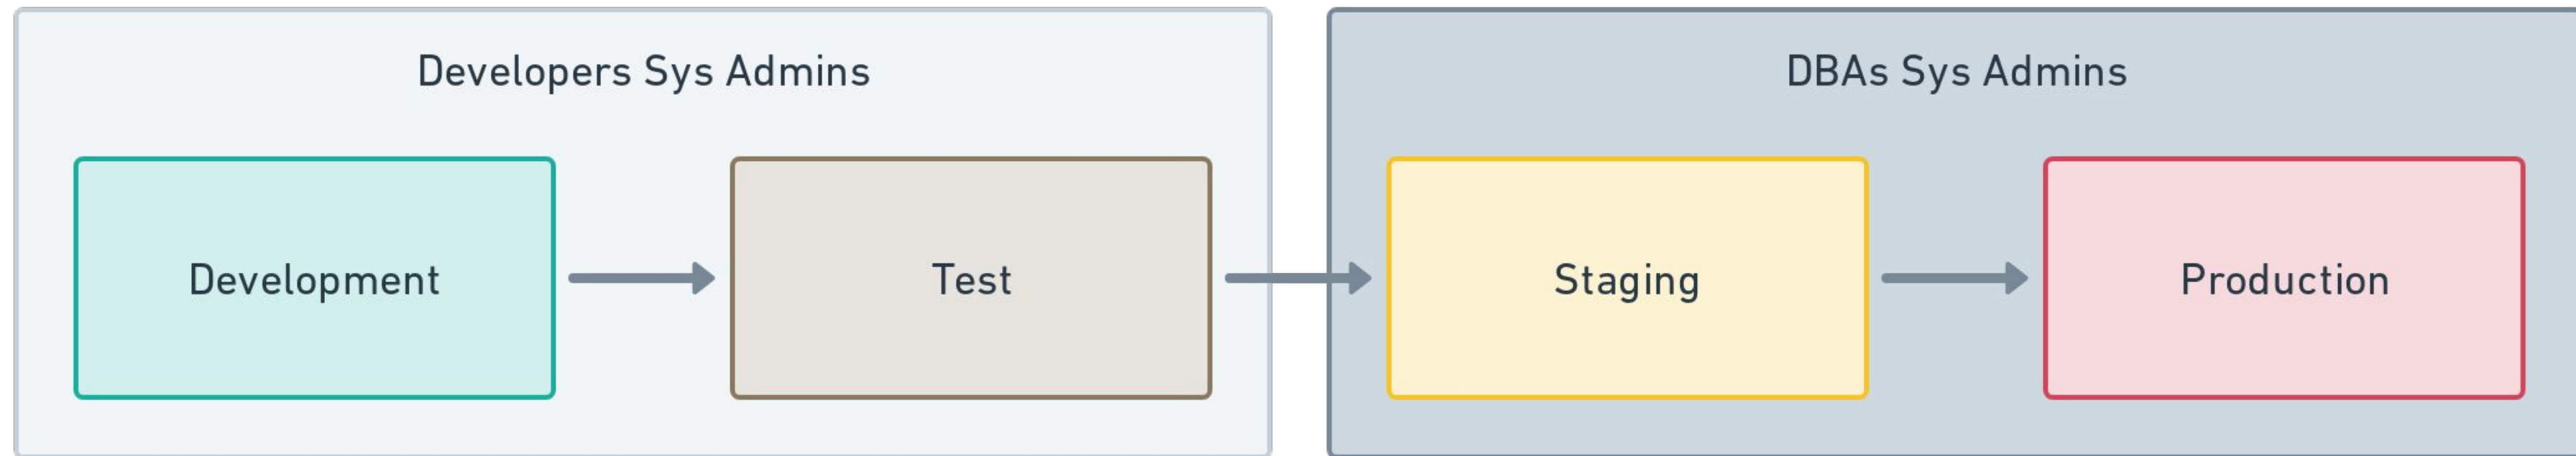 Developers Sys Admins
DBAs Sys Admins
Development
Test
Staging
Production